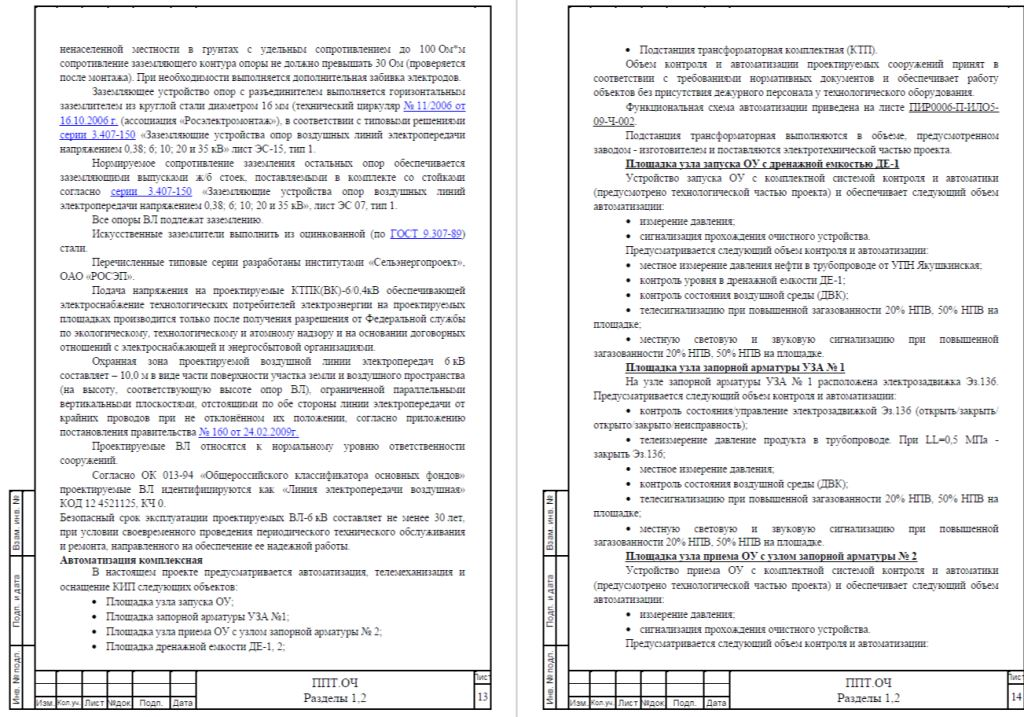 ненаселенной местности в грунтах с удельным сопротивлением до 100 Ом*м
сопротивление заземляющего контура опоры не должно превышать 30 Ом (проверяется
после монтажа). При необходимости выполняется дополнительная забивка электродов.
Заземляющее устройство опор с разъединителем выполняется горизонтальным
заземлителем из круглой стали диаметром 16 мм (технический циркуляр № 11/2006 от
16.10.2006 г. (ассоциация «Росэлектромонтаж»), в соответствии с типовыми решениями
серии 3.407-150 «Заземляющие устройства опор воздушных линий электропередачи
напряжением 0,38; 6; 10; 20 и 35 кВ» лист ЭС-15, тип 1.
Нормируемое сопротивление заземления остальных опор обеспечивается
заземляющими выпусками ж/б стоек, поставляемыми в комплекте со стойками
согласно серии 3.407-150 «Заземляющие устройства опор воздушных линий
электропередачи напряжением 0,38; 6; 10; 20 и 35 кВ», лист ЭС 07, тип 1.
Все опоры ВЛ подлежат заземлению.
Искусственные заземлители выполнить из оцинкованной (по ГОСТ 9.307-89)
стали.
Перечисленные типовые серии разработаны институтами «Сельэнергопроект»,
ОАО «РОСЭП».
Подача напряжения на проектируемые КТПК(ВК)-6/0,4кВ обеспечивающей
электроснабжение технологических потребителей электроэнергии на проектируемых
площадках производится только после получения разрешения от Федеральной службы
по экологическому, технологическому и атомному надзору и на основании договорных
отношений с электроснабжающей и энергосбытовой организациями.
Охранная зона проектируемой воздушной линии электропередач 6 кВ
составляет – 10,0 м в виде части поверхности участка земли и воздушного пространства
(на высоту, соответствующую высоте опор ВЛ), ограниченной параллельными
вертикальными плоскостями, отстоящими по обе стороны линии электропередачи от
крайних проводов при не отклонённом их положении, согласно приложению
постановления правительства № 160 от 24.02.2009г.
Проектируемые ВЛ относятся к нормальному уровню ответственности
сооружений.
Согласно ОК 013-94 «Общероссийского классификатора основных фондов»
проектируемые ВЛ идентифицируются как «Линия электропередачи воздушная»
КОД 12 4521125, КЧ 0.
Безопасный срок эксплуатации проектируемых ВЛ-6 кВ составляет не менее 30 лет,
при условии своевременного проведения периодического технического обслуживания
и ремонта, направленного на обеспечение ее надежной работы.
Автоматизация комплексная
В настоящем проекте предусматривается автоматизация, телемеханизация и
оснащение КИП следующих объектов:
• Площадка узла запуска ОУ;
• Площадка запорной арматуры УЗА №1;
• Площадка узла приема ОУ с узлом запорной арматуры № 2;
• Площадка дренажной емкости ДЕ-1, 2;
Взам. инв. №
Подп. и дата
Инв. № подл.
Изм. Кол.уч. Лист №док. Подп. Дата
ППТ.ОЧ
Разделы 1,2
Лист
13
• Подстанция трансформаторная комплектная (КТП).
Объем контроля и автоматизации проектируемых сооружений принят в
соответствии с требованиями нормативных документов и обеспечивает работу
объектов без присутствия дежурного персонала у технологического оборудования.
Функциональная схема автоматизации приведена на листе ПИР0006-П-ИЛО5-
09-Ч-002.
Подстанция трансформаторная выполняются в объеме, предусмотренном
заводом - изготовителем и поставляются электротехнической частью проекта.
Площадка узла запуска ОУ с дренажной емкостью ДЕ-1
Устройство запуска ОУ с комплектной системой контроля и автоматики
(предусмотрено технологической частью проекта) и обеспечивает следующий объем
автоматизации:
• измерение давления;
• сигнализация прохождения очистного устройства.
Предусматривается следующий объем контроля и автоматизации:
• местное измерение давления нефти в трубопроводе от УПН Якушкинская;
• контроль уровня в дренажной емкости ДЕ-1;
• контроль состояния воздушной среды (ДВК);
• телесигнализацию при повышенной загазованности 20% НПВ, 50% НПВ на
площадке;
• местную световую и звуковую сигнализацию при повышенной
загазованности 20% НПВ, 50% НПВ на площадке.
Площадка узла запорной арматуры УЗА № 1
На узле запорной арматуры УЗА № 1 расположена электрозадвижка Эз.136.
Предусматривается следующий объем контроля и автоматизации:
• контроль состояния/управление электрозадвижкой Эз.136 (открыть/закрыть/
открыто/закрыто/неисправность);
• телеизмерение давление продукта в трубопроводе. При LL=0,5 МПа -
закрыть Эз.136;
• местное измерение давления;
• контроль состояния воздушной среды (ДВК);
• телесигнализацию при повышенной загазованности 20% НПВ, 50% НПВ на
площадке;
• местную световую и звуковую сигнализацию при повышенной
загазованности 20% НПВ, 50% НПВ на площадке.
Площадка узла приема ОУ с узлом запорной арматуры № 2
Устройство приема ОУ с комплектной системой контроля и автоматики
(предусмотрено технологической частью проекта) и обеспечивает следующий объем
автоматизации:
• измерение давления;
• сигнализация прохождения очистного устройства.
Предусматривается следующий объем контроля и автоматизации:
Взам. инв. №
Подп. и дата
Инв. № подл.
Изм. Кол.уч. Лист №док. Подп. Дата
ППТ.ОЧ
Разделы 1,2
Лист
14